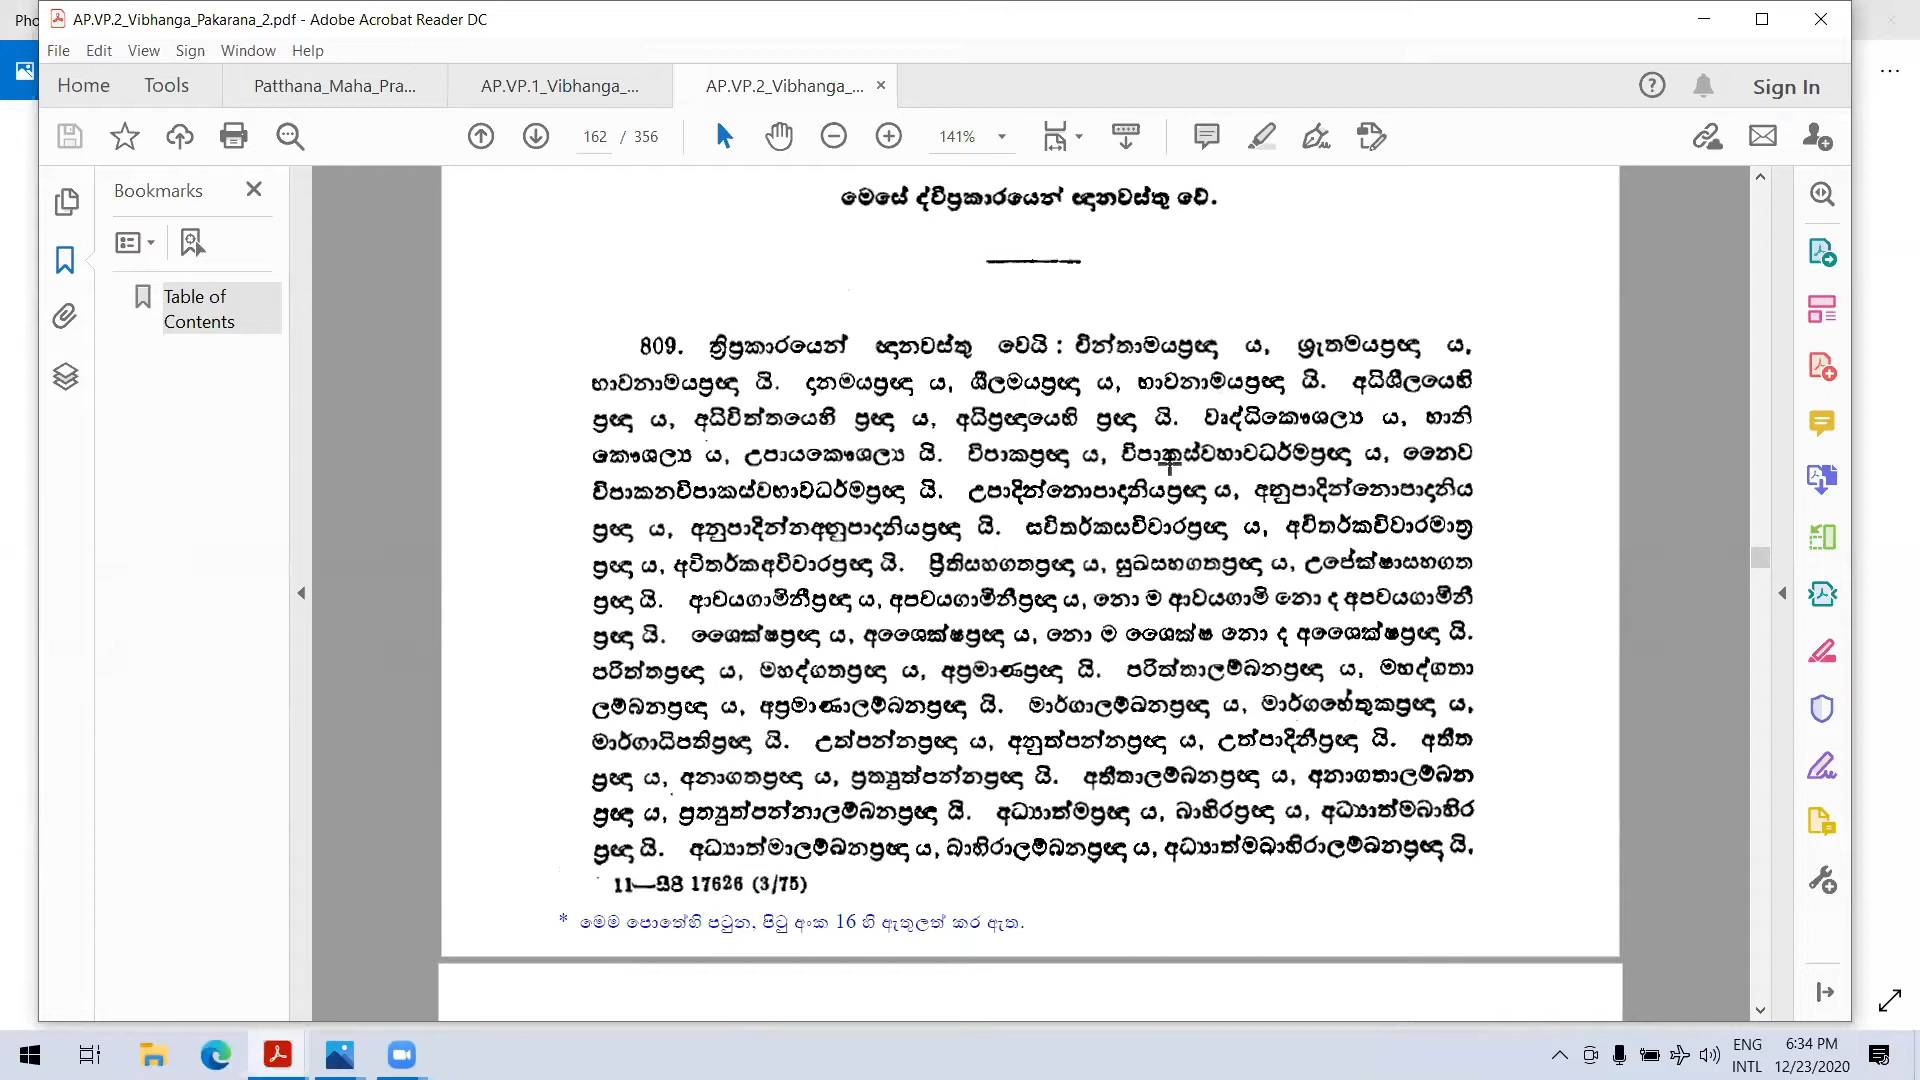 Pho
AP.VP.2_Vibhanga_Pakarana_2.pdf - Adobe Acrobat Reader DC
File Edit View Sign Window Help
Home Tools Patthana_Maha_Pra... AP.VP.1_Vibhanga_... AP.VP.2_Vibhanga_... Sign In
162 / 356 141%
Bookmarks
Table of
Contents
මෙසේ ද්විප්‍රකාරයෙන් ඥානවස්තු වේ.
809. ත්‍රිප්‍රකාරයෙන් ඥානවස්තු වෙයි : චින්තාමයප්‍රඥා ය, ශ්‍රුතමයප්‍රඥා ය,
භාවනාමයප්‍රඥා යි. දානමයප්‍රඥා ය, ශීලමයප්‍රඥා ය, භාවනාමයප්‍රඥා යි. අධිශීලයෙහි
ප්‍රඥා ය, අධිචිත්තයෙහි ප්‍රඥා ය, අධිප්‍රඥායෙහි ප්‍රඥා යි. වෘද්ධිකෞශල්‍ය ය, හානි
කෞශල්‍ය ය, උපායකෞශල්‍ය යි. විපාකප්‍රඥා ය, විපාකස්වභාවධර්මප්‍රඥා ය, නෛව
විපාකනවිපාකස්වභාවධර්මප්‍රඥා යි. උපාදින්නොපාදානියප්‍රඥා ය, අනුපාදින්නොපාදානිය
ප්‍රඥා ය, අනුපාදින්නඅනුපාදානියප්‍රඥා යි. සවිතර්කසවිචාරප්‍රඥා ය, අවිතර්කවිචාරමාත්‍ර
ප්‍රඥා ය, අවිතර්කඅවිචාරප්‍රඥා යි. ප්‍රීතිසහගතප්‍රඥා ය, සුඛසහගතප්‍රඥා ය, උපේක්ෂාසහගත
ප්‍රඥා යි. ආචයගාමිනීප්‍රඥා ය, අපචයගාමිනීප්‍රඥා ය, නො ම ආචයගාමි නො ද අපචයගාමිනී
ප්‍රඥා යි. ශෛක්ෂප්‍රඥා ය, අශෛක්ෂප්‍රඥා ය, නො ම ශෛක්ෂ නො ද අශෛක්ෂප්‍රඥා යි.
පරිත්තප්‍රඥා ය, මහද්ගතප්‍රඥා ය, අප්‍රමාණප්‍රඥා යි. පරිත්තාලම්බනප්‍රඥා ය, මහද්ගතා
ලම්බනප්‍රඥා ය, අප්‍රමාණාලම්බනප්‍රඥා යි. මාර්ගාලම්බනප්‍රඥා ය, මාර්ගහේතුකප්‍රඥා ය,
මාර්ගාධිපතිප්‍රඥා යි. උත්පන්නප්‍රඥා ය, අනුත්පන්නප්‍රඥා ය, උත්පාදිනීප්‍රඥා යි. අතීත
ප්‍රඥා ය, අනාගතප්‍රඥා ය, ප්‍රත්‍යුත්පන්නප්‍රඥා යි. අතීතාලම්බනප්‍රඥා ය, අනාගතාලම්බන
ප්‍රඥා ය, ප්‍රත්‍යුත්පන්නාලම්බනප්‍රඥා යි. අධ්‍යාත්මප්‍රඥා ය, බාහිරප්‍රඥා ය, අධ්‍යාත්මබාහිර
ප්‍රඥා යි. අධ්‍යාත්මාලම්බනප්‍රඥා ය, බාහිරාලම්බනප්‍රඥා ය, අධ්‍යාත්මබාහිරාලම්බනප්‍රඥා යි,
11—සීපී 17626 (3/75)
* මෙම පොතේහි පටුන, පිටු අංක 16 හි ඇතුලත් කර ඇත.
ENG 6:34 PM
INTL 12/23/2020